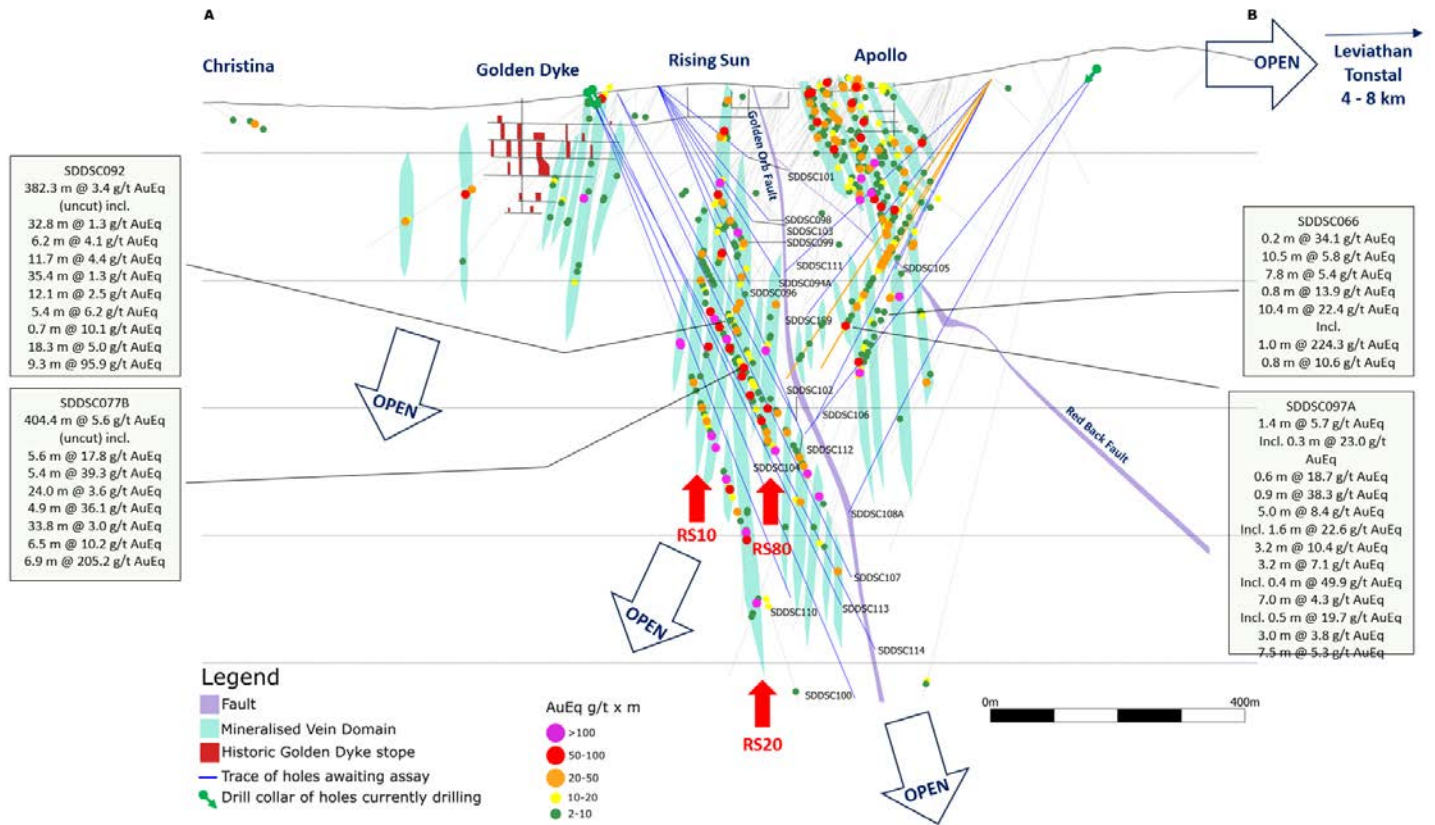 A
B
Christina
Golden Dyke
Rising Sun
Apollo
OPEN
Leviathan
Tonstal
4 - 8 km
Golden Orb Fault
SDDSC101
SDDSC098
SDDSC103
SDDSC099
SDDSC111
SDDSC094A
SDDSC096
SDDSC105
SDDSC109
SDDSC102
SDDSC106
SDDSC112
SDDSC104
SDDSC108A
SDDSC107
SDDSC113
SDDSC110
SDDSC114
SDDSC100
Red Back Fault
SDDSC092
382.3 m @ 3.4 g/t AuEq
(uncut) incl.
32.8 m @ 1.3 g/t AuEq
6.2 m @ 4.1 g/t AuEq
11.7 m @ 4.4 g/t AuEq
35.4 m @ 1.3 g/t AuEq
12.1 m @ 2.5 g/t AuEq
5.4 m @ 6.2 g/t AuEq
0.7 m @ 10.1 g/t AuEq
18.3 m @ 5.0 g/t AuEq
9.3 m @ 95.9 g/t AuEq
SDDSC077B
404.4 m @ 5.6 g/t AuEq
(uncut) incl.
5.6 m @ 17.8 g/t AuEq
5.4 m @ 39.3 g/t AuEq
24.0 m @ 3.6 g/t AuEq
4.9 m @ 36.1 g/t AuEq
33.8 m @ 3.0 g/t AuEq
6.5 m @ 10.2 g/t AuEq
6.9 m @ 205.2 g/t AuEq
SDDSC066
0.2 m @ 34.1 g/t AuEq
10.5 m @ 5.8 g/t AuEq
7.8 m @ 5.4 g/t AuEq
0.8 m @ 13.9 g/t AuEq
10.4 m @ 22.4 g/t AuEq
Incl.
1.0 m @ 224.3 g/t AuEq
0.8 m @ 10.6 g/t AuEq
SDDSC097A
1.4 m @ 5.7 g/t AuEq
Incl. 0.3 m @ 23.0 g/t
AuEq
0.6 m @ 18.7 g/t AuEq
0.9 m @ 38.3 g/t AuEq
5.0 m @ 8.4 g/t AuEq
Incl. 1.6 m @ 22.6 g/t AuEq
3.2 m @ 10.4 g/t AuEq
3.2 m @ 7.1 g/t AuEq
Incl. 0.4 m @ 49.9 g/t AuEq
7.0 m @ 4.3 g/t AuEq
Incl. 0.5 m @ 19.7 g/t AuEq
3.0 m @ 3.8 g/t AuEq
7.5 m @ 5.3 g/t AuEq
OPEN
OPEN
OPEN
RS10
RS80
RS20
Legend
Fault
Mineralised Vein Domain
Historic Golden Dyke stope
Trace of holes awaiting assay
Drill collar of holes currently drilling
AuEq g/t x m
>100
50-100
20-50
10-20
2-10
0m
400m